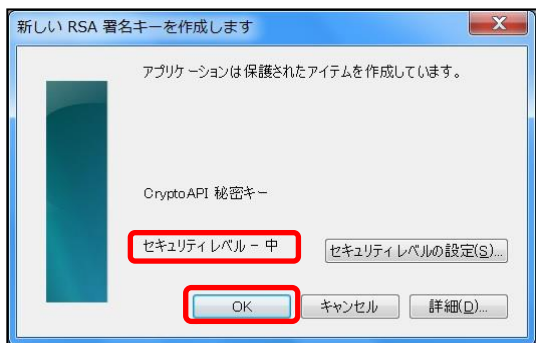 新しい RSA 署名キーを作成します
アプリケーションは保護されたアイテムを作成しています。
CryptoAPI 秘密キー
セキュリティ レベル - 中
セキュリティ レベルの設定(S)...
OK
キャンセル
詳細(D)...